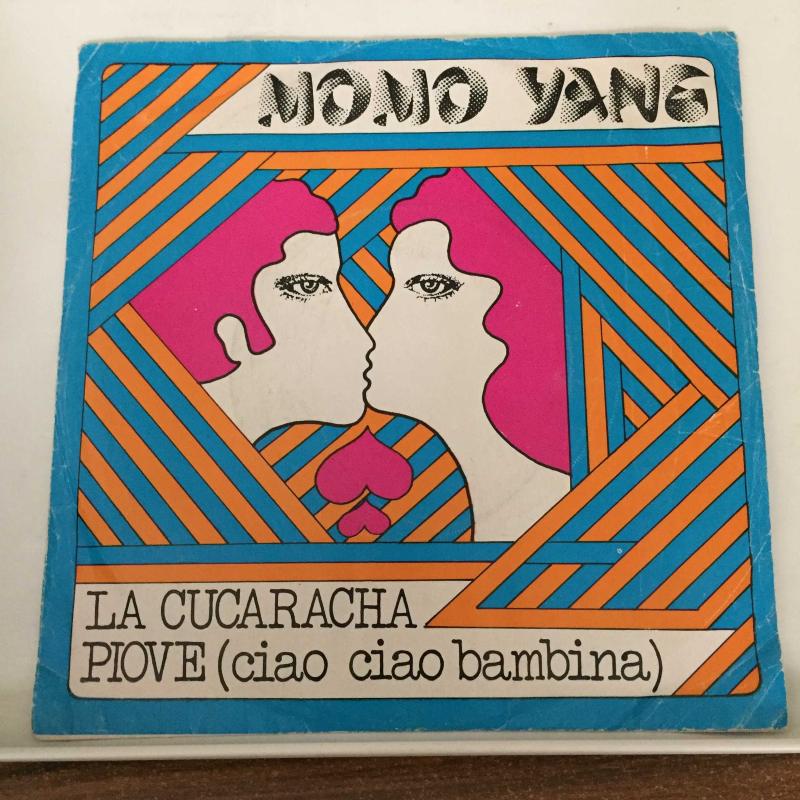 MOMO YANG
LA CUCARACHA
PIOVE (ciao ciao bambina)